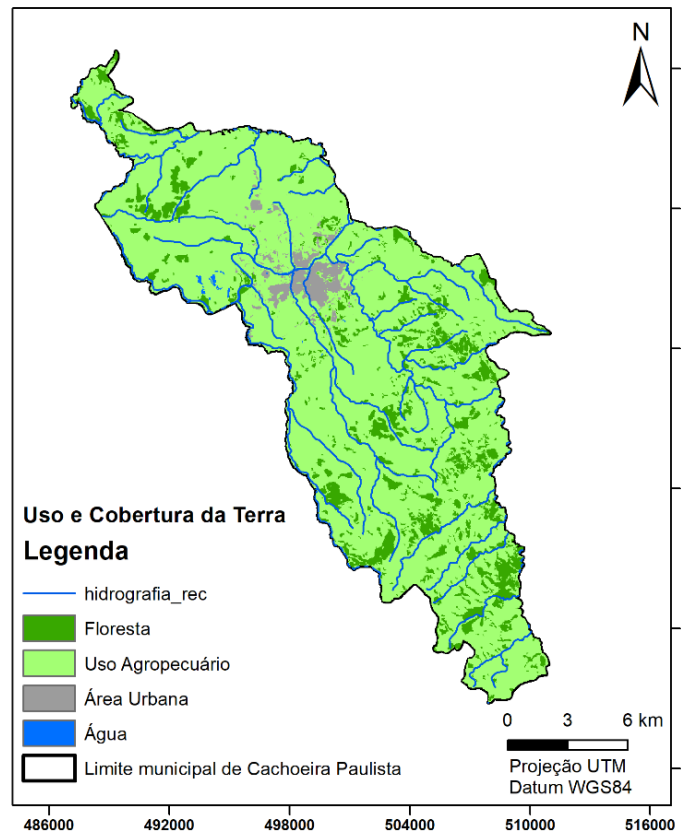 N
Uso e Cobertura da Terra
Legenda
hidrografia_rec
Floresta
Uso Agropecuário
Área Urbana
Água
Limite municipal de Cachoeira Paulista
0 3 6 km
Projeção UTM
Datum WGS84
486000 492000 498000 504000 510000 516000